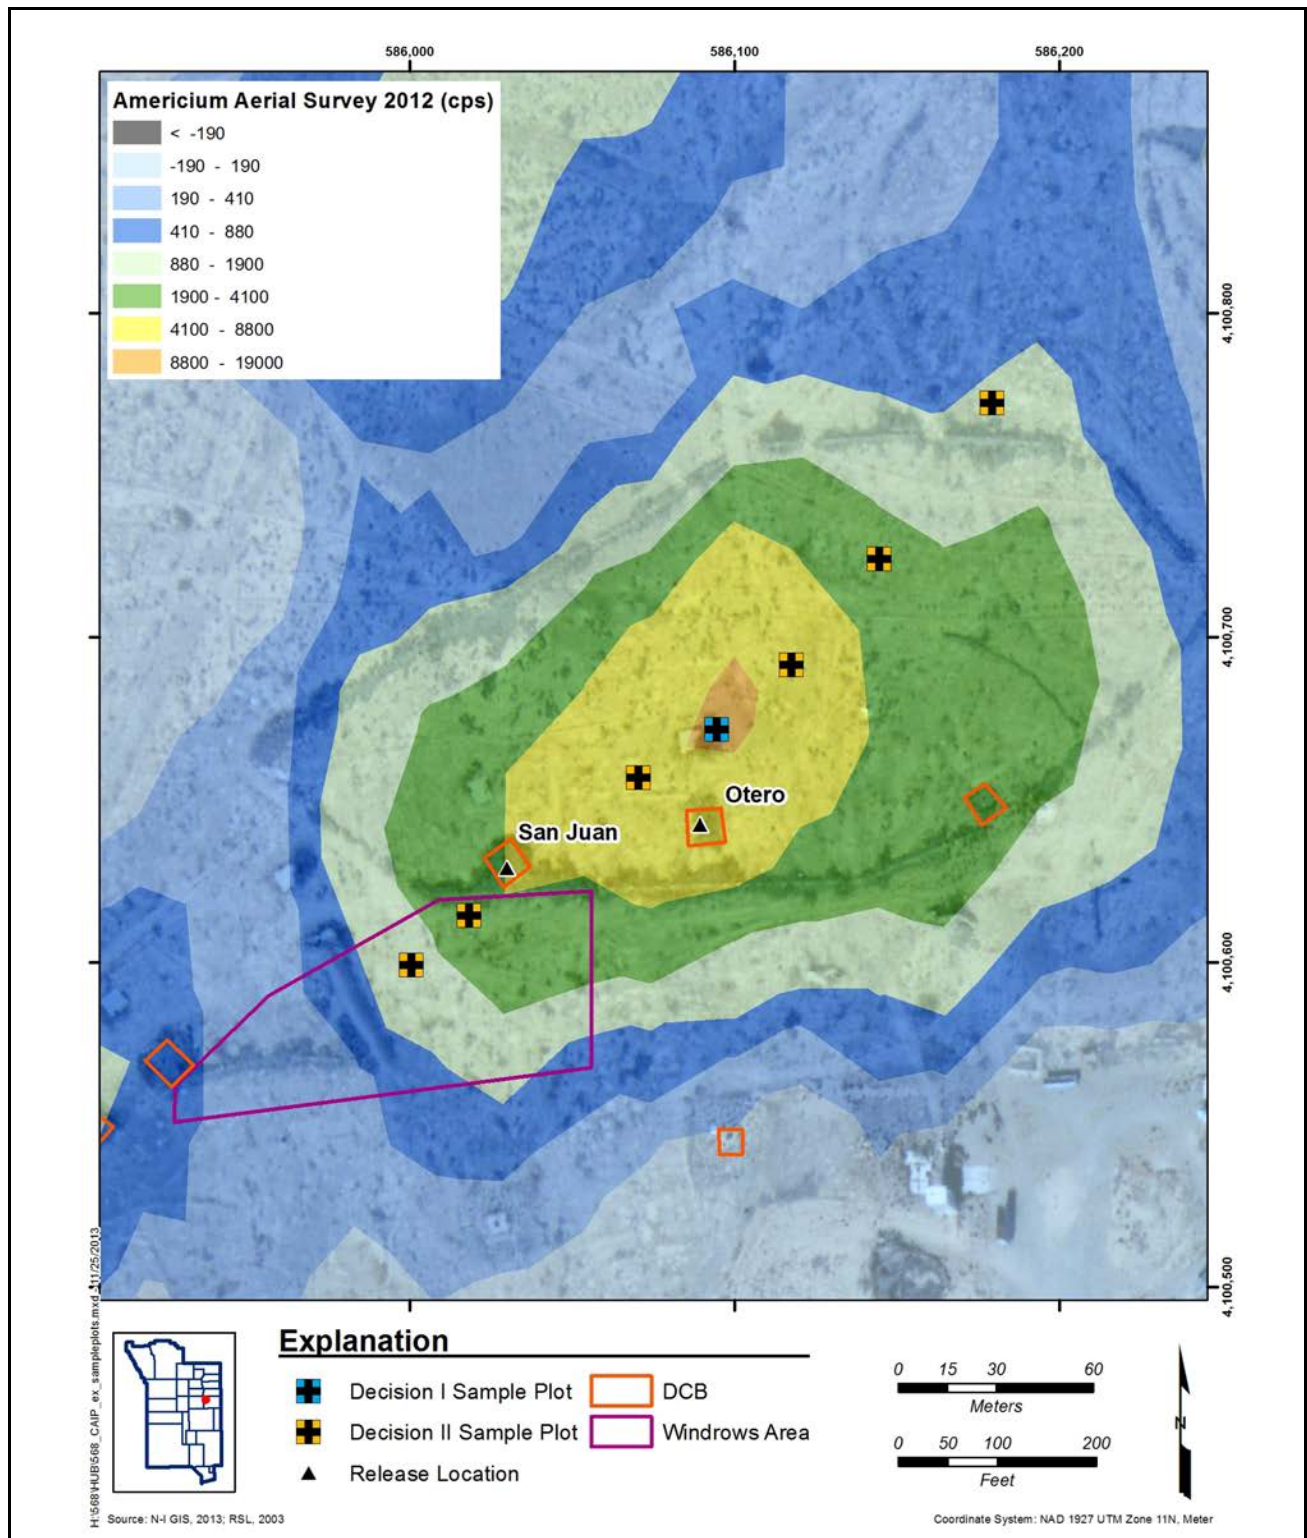 586,000
586,100
586,200
Americium Aerial Survey 2012 (cps)
< -190
-190 - 190
190 - 410
410 - 880
880 - 1900
1900 - 4100
4100 - 8800
8800 - 19000
4,100,800
4,100,700
Otero
San Juan
4,100,600
4,100,500
Explanation
Decision I Sample Plot
DCB
Decision II Sample Plot
Windrows Area
Release Location
0 15 30 60
Meters
0 50 100 200
Feet
N
Source: N-I GIS, 2013; RSL, 2003
Coordinate System: NAD 1927 UTM Zone 11N, Meter